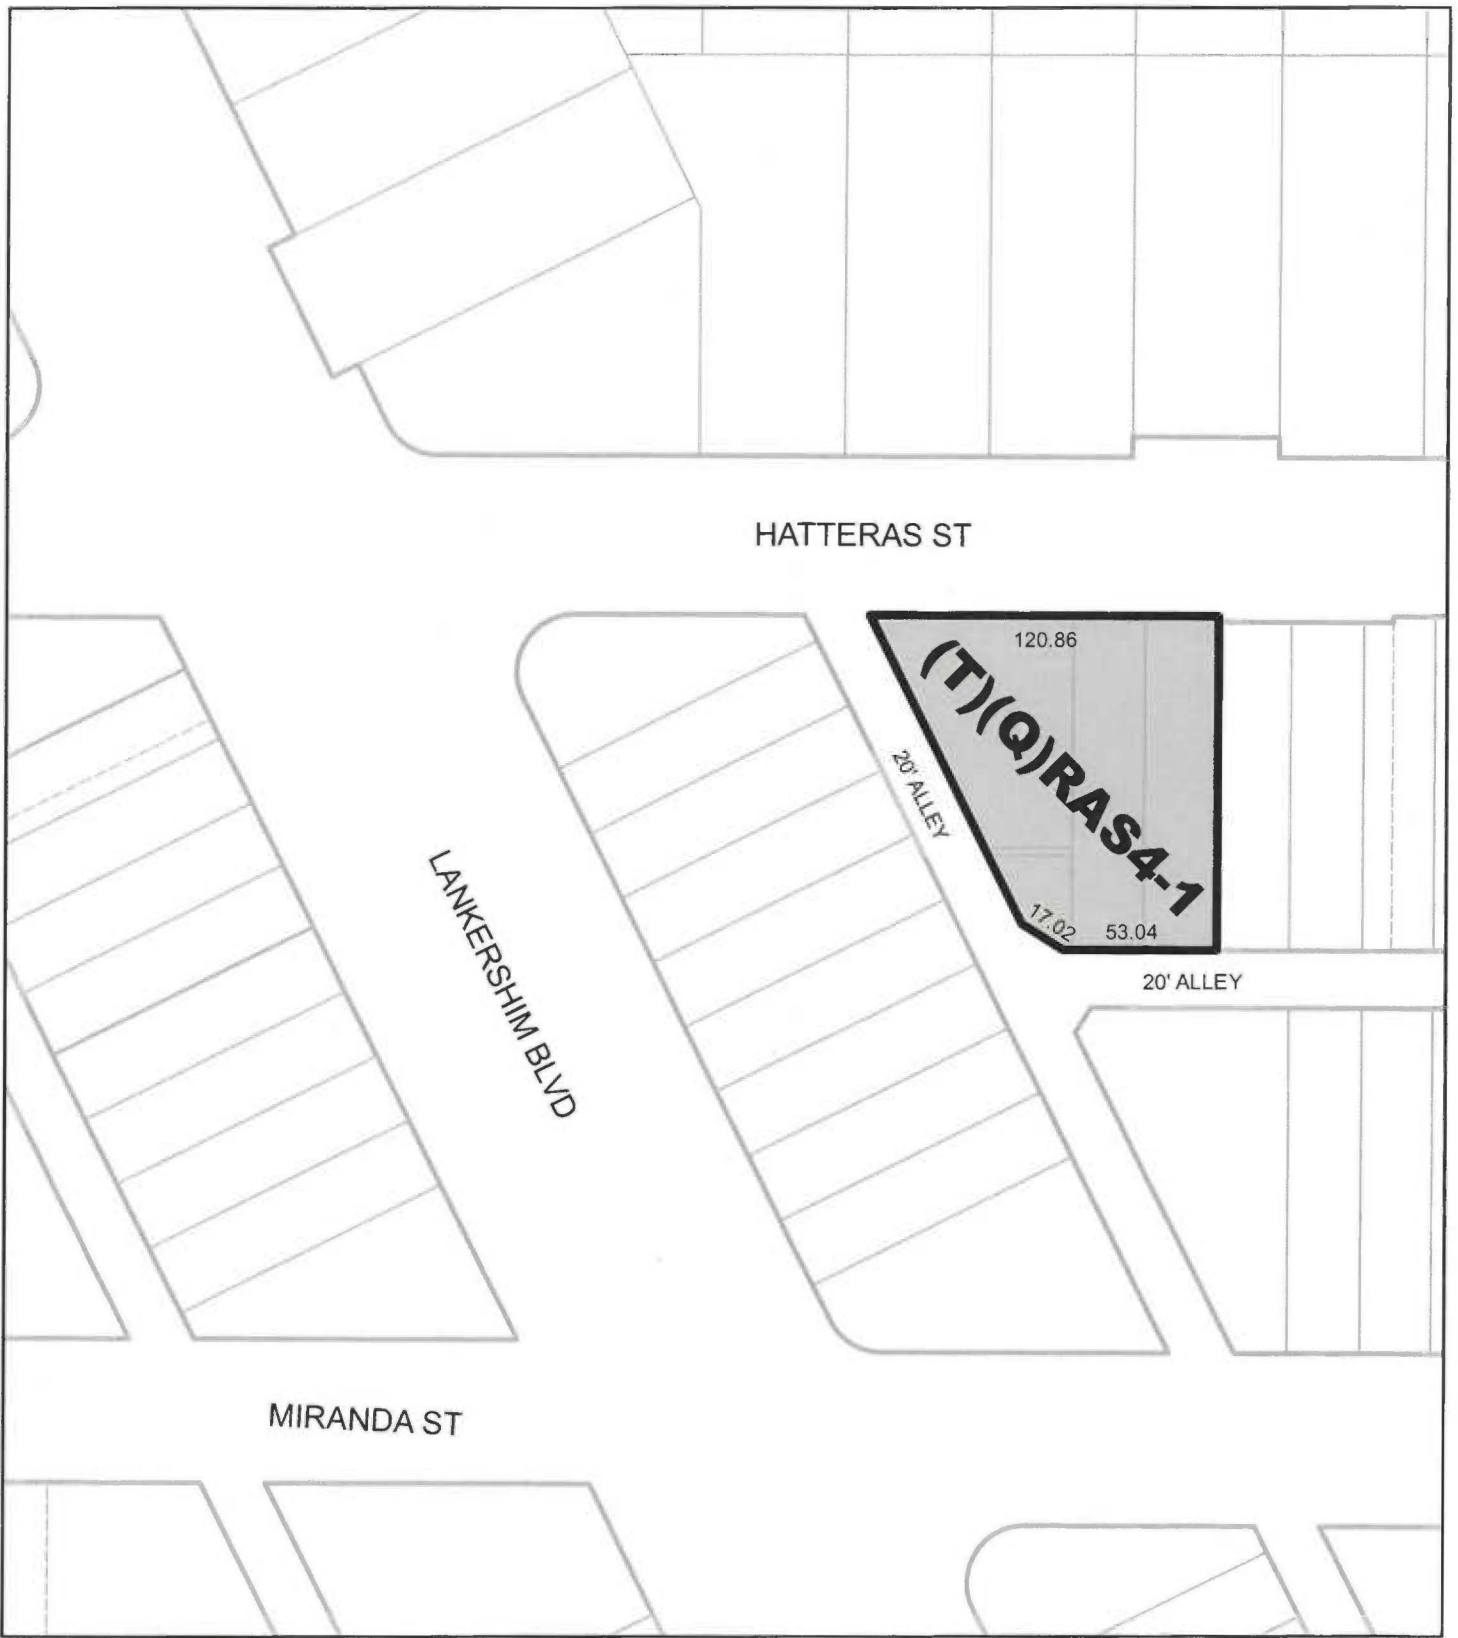 HATTERAS ST
120.86
(T)(Q)RAS4-1
20' ALLEY
17.02
53.04
20' ALLEY
LANKERSHIM BLVD
MIRANDA ST